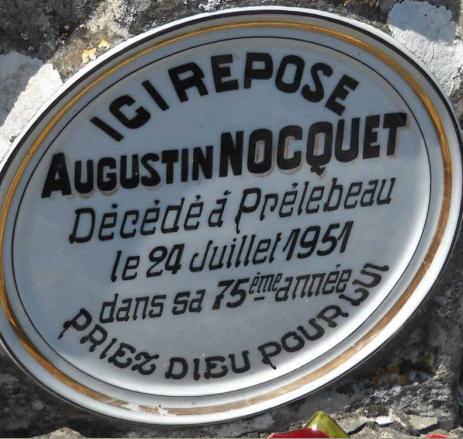 ICI REPOSE
AUGUSTIN NOCQUET
Décédé à Prélebeau
le 24 Juillet 1951
dans sa 75ème année
PRIEZ DIEU POUR LUI